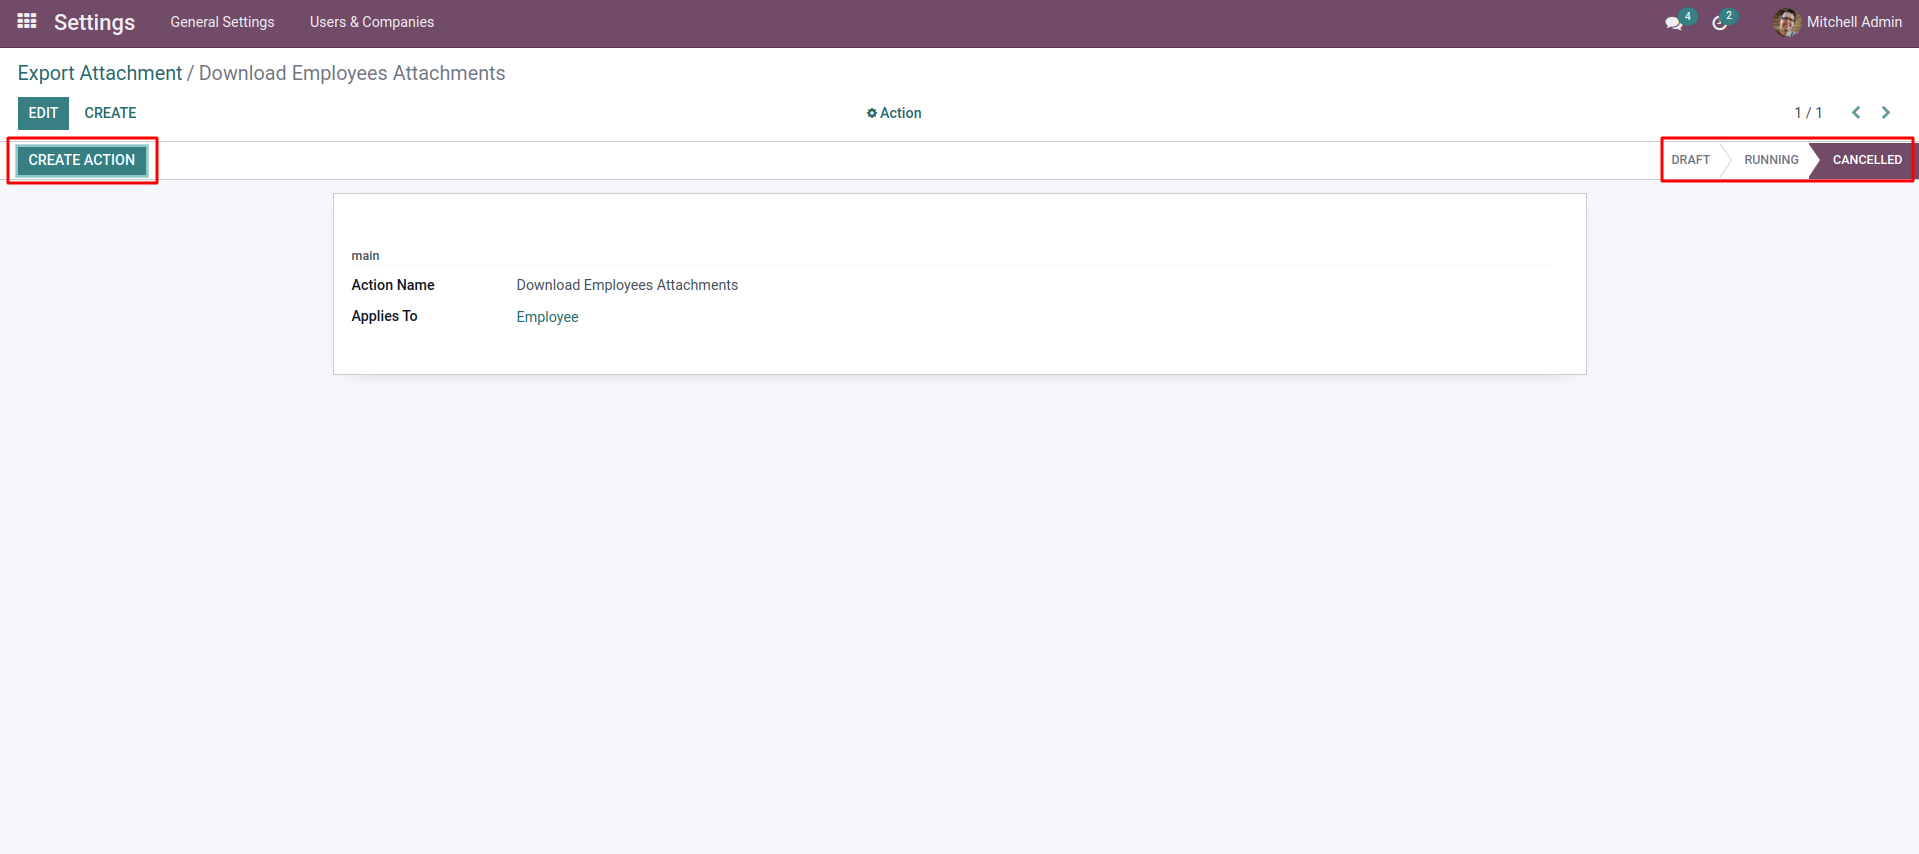 Settings General Settings Users & Companies 4 2 Mitchell Admin
Export Attachment / Download Employees Attachments
EDIT CREATE Action 1 / 1
CREATE ACTION DRAFT RUNNING CANCELLED
main
Action Name Download Employees Attachments
Applies To Employee